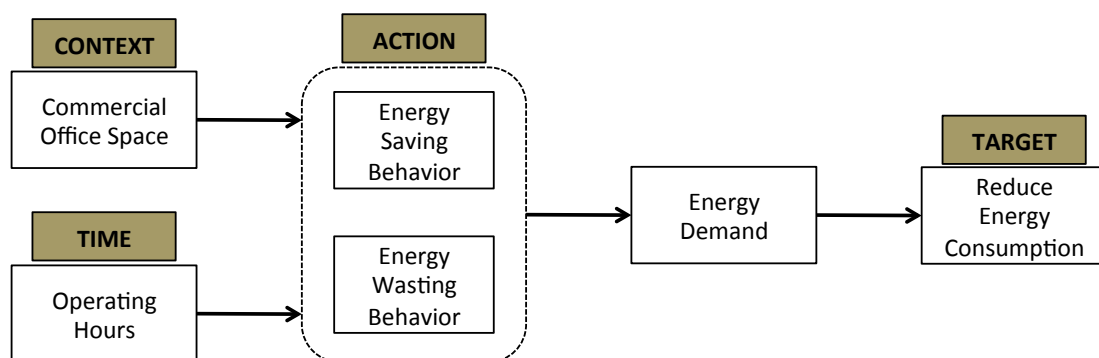 CONTEXT
Commercial
Office Space
TIME
Operating
Hours
ACTION
Energy
Saving
Behavior
Energy
Wasting
Behavior
Energy
Demand
TARGET
Reduce
Energy
Consumption